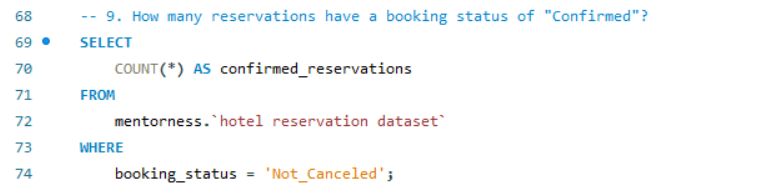 68 -- 9. How many reservations have a booking status of "Confirmed"?
69 SELECT
70 COUNT(*) AS confirmed_reservations
71 FROM
72 mentorness.`hotel reservation dataset`
73 WHERE
74 booking_status = 'Not_Canceled';